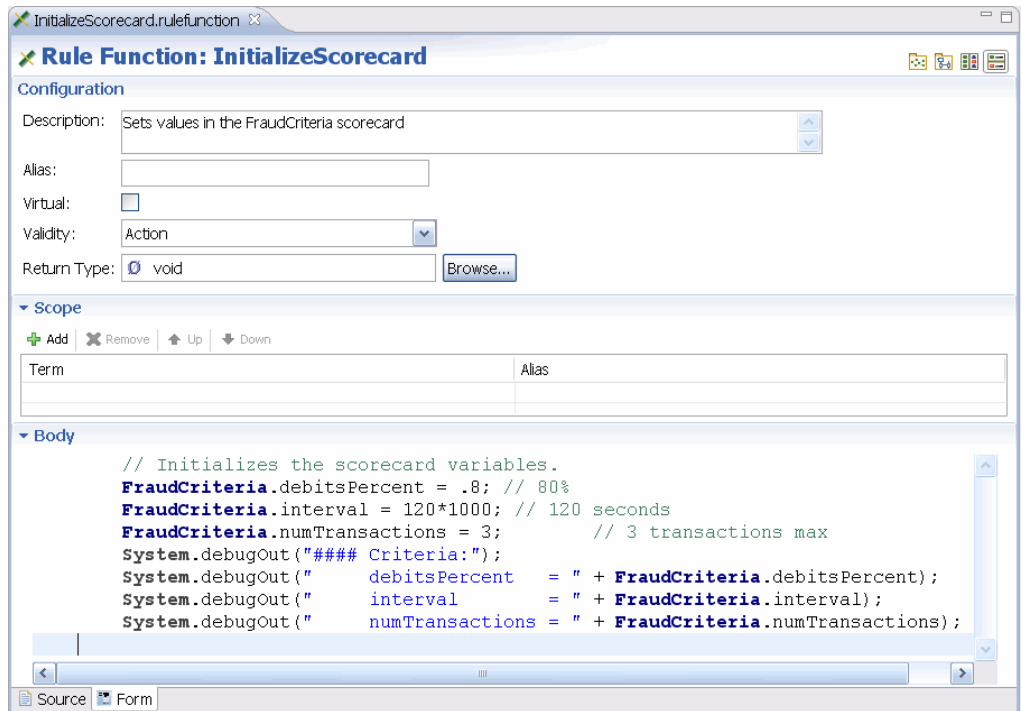 InitializeScorecard.rulefunction
Rule Function: InitializeScorecard
Configuration
Description: Sets values in the FraudCriteria scorecard
Alias:
Virtual:
Validity: Action
Return Type: void Browse...
Scope
Add Remove Up Down
Term Alias
Body
// Initializes the scorecard variables.
FraudCriteria.debitsPercent = .8; // 80%
FraudCriteria.interval = 120*1000; // 120 seconds
FraudCriteria.numTransactions = 3; // 3 transactions max
System.debugOut("#### Criteria:");
System.debugOut("     debitsPercent   = " + FraudCriteria.debitsPercent);
System.debugOut("     interval        = " + FraudCriteria.interval);
System.debugOut("     numTransactions = " + FraudCriteria.numTransactions);
Source Form